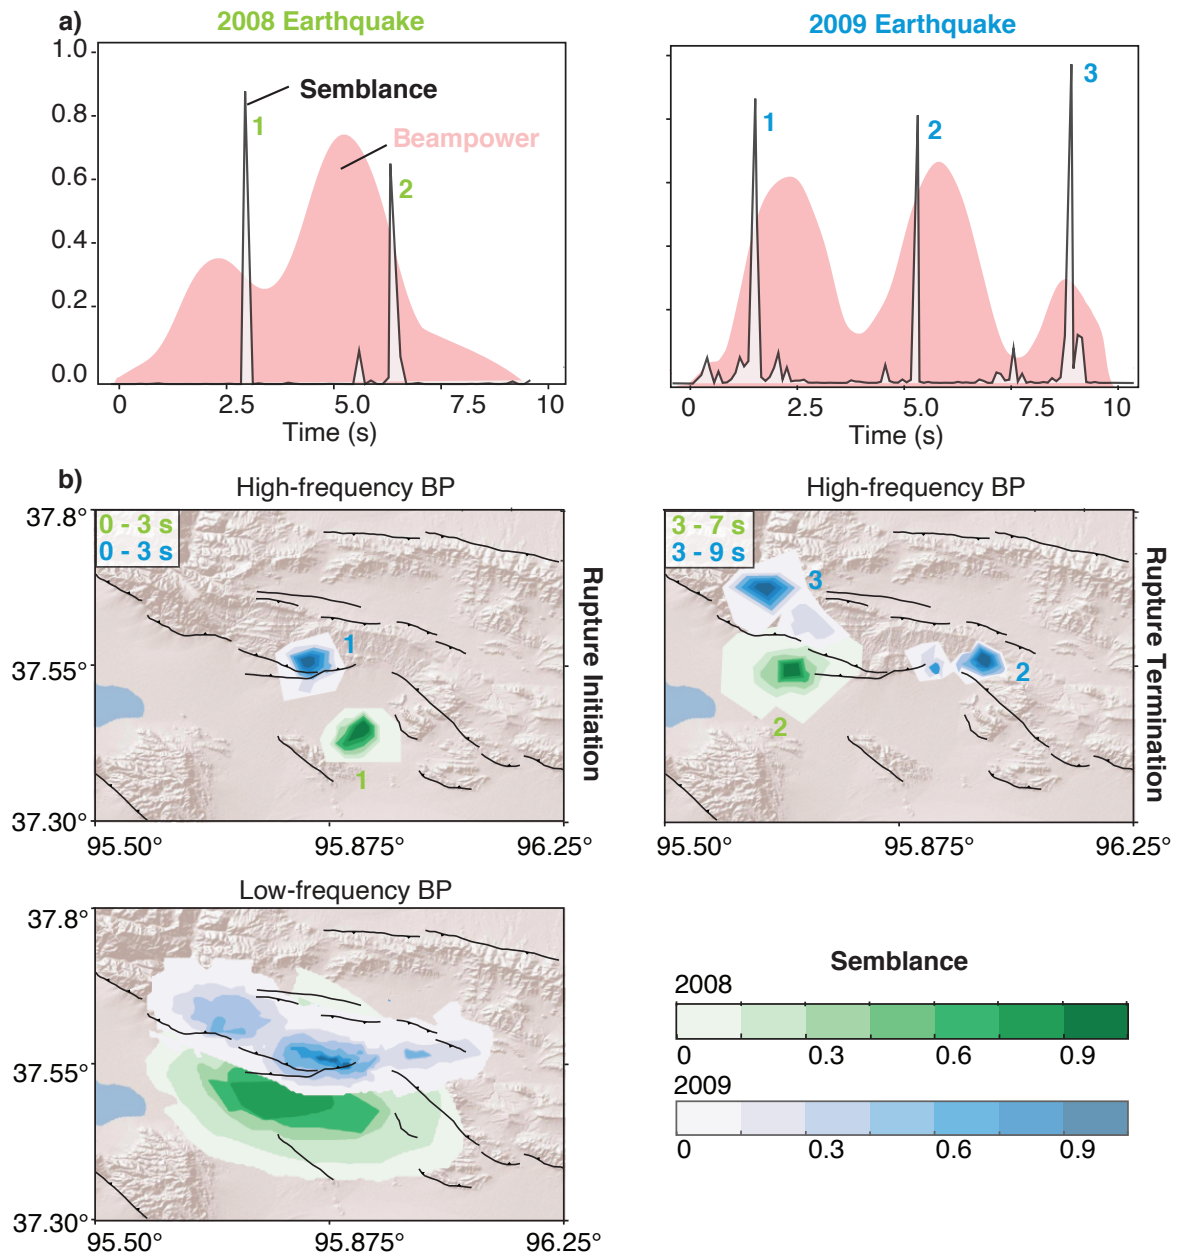 a)
2008 Earthquake
2009 Earthquake
1.0
0.8
0.6
0.4
0.2
0.0
Semblance
Beampower
1
2
1
2
3
0 2.5 5.0 7.5 10
Time (s)
0 2.5 5.0 7.5 10
Time (s)
b)
High-frequency BP
37.8°
37.55°
37.30°
0 - 3 s
0 - 3 s
1
1
Rupture Initiation
95.50° 95.875° 96.25°
High-frequency BP
3 - 7 s
3 - 9 s
3
2
2
Rupture Termination
95.50° 95.875° 96.25°
Low-frequency BP
37.8°
37.55°
37.30°
95.50° 95.875° 96.25°
Semblance
2008
0 0.3 0.6 0.9
2009
0 0.3 0.6 0.9